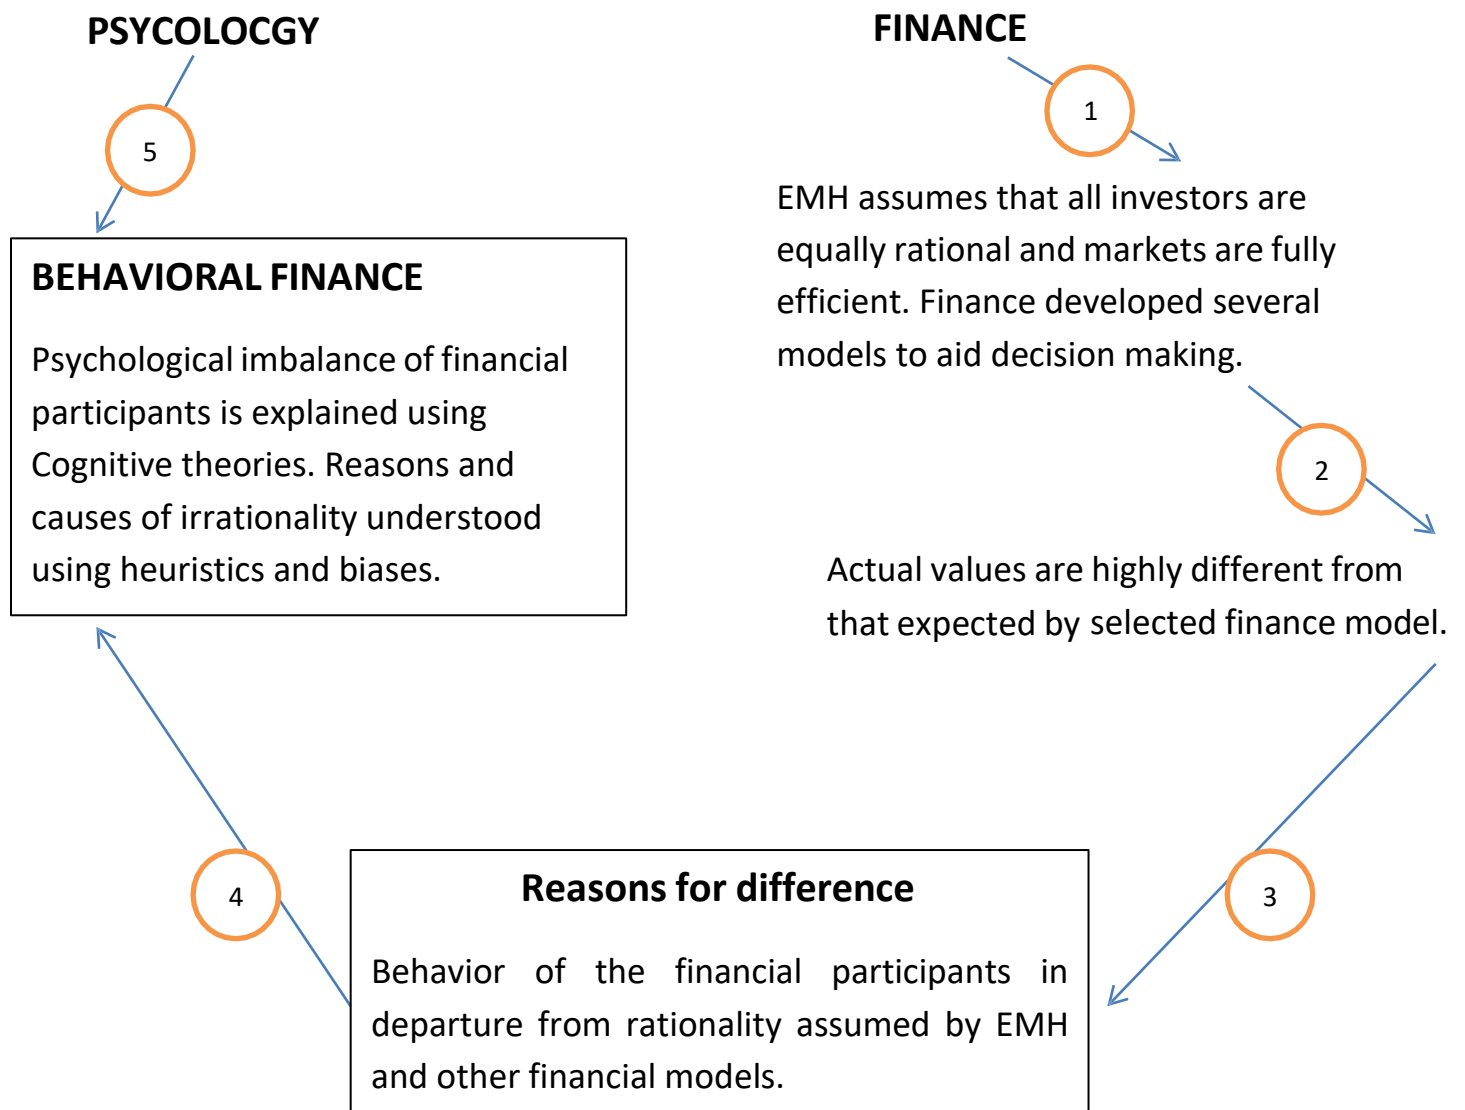 PSYCOLOCGY
5
BEHAVIORAL FINANCE
Psychological imbalance of financial
participants is explained using
Cognitive theories. Reasons and
causes of irrationality understood
using heuristics and biases.
FINANCE
1
EMH assumes that all investors are
equally rational and markets are fully
efficient. Finance developed several
models to aid decision making.
2
Actual values are highly different from
that expected by selected finance model.
4
3
Reasons for difference
Behavior of the financial participants in
departure from rationality assumed by EMH
and other financial models.